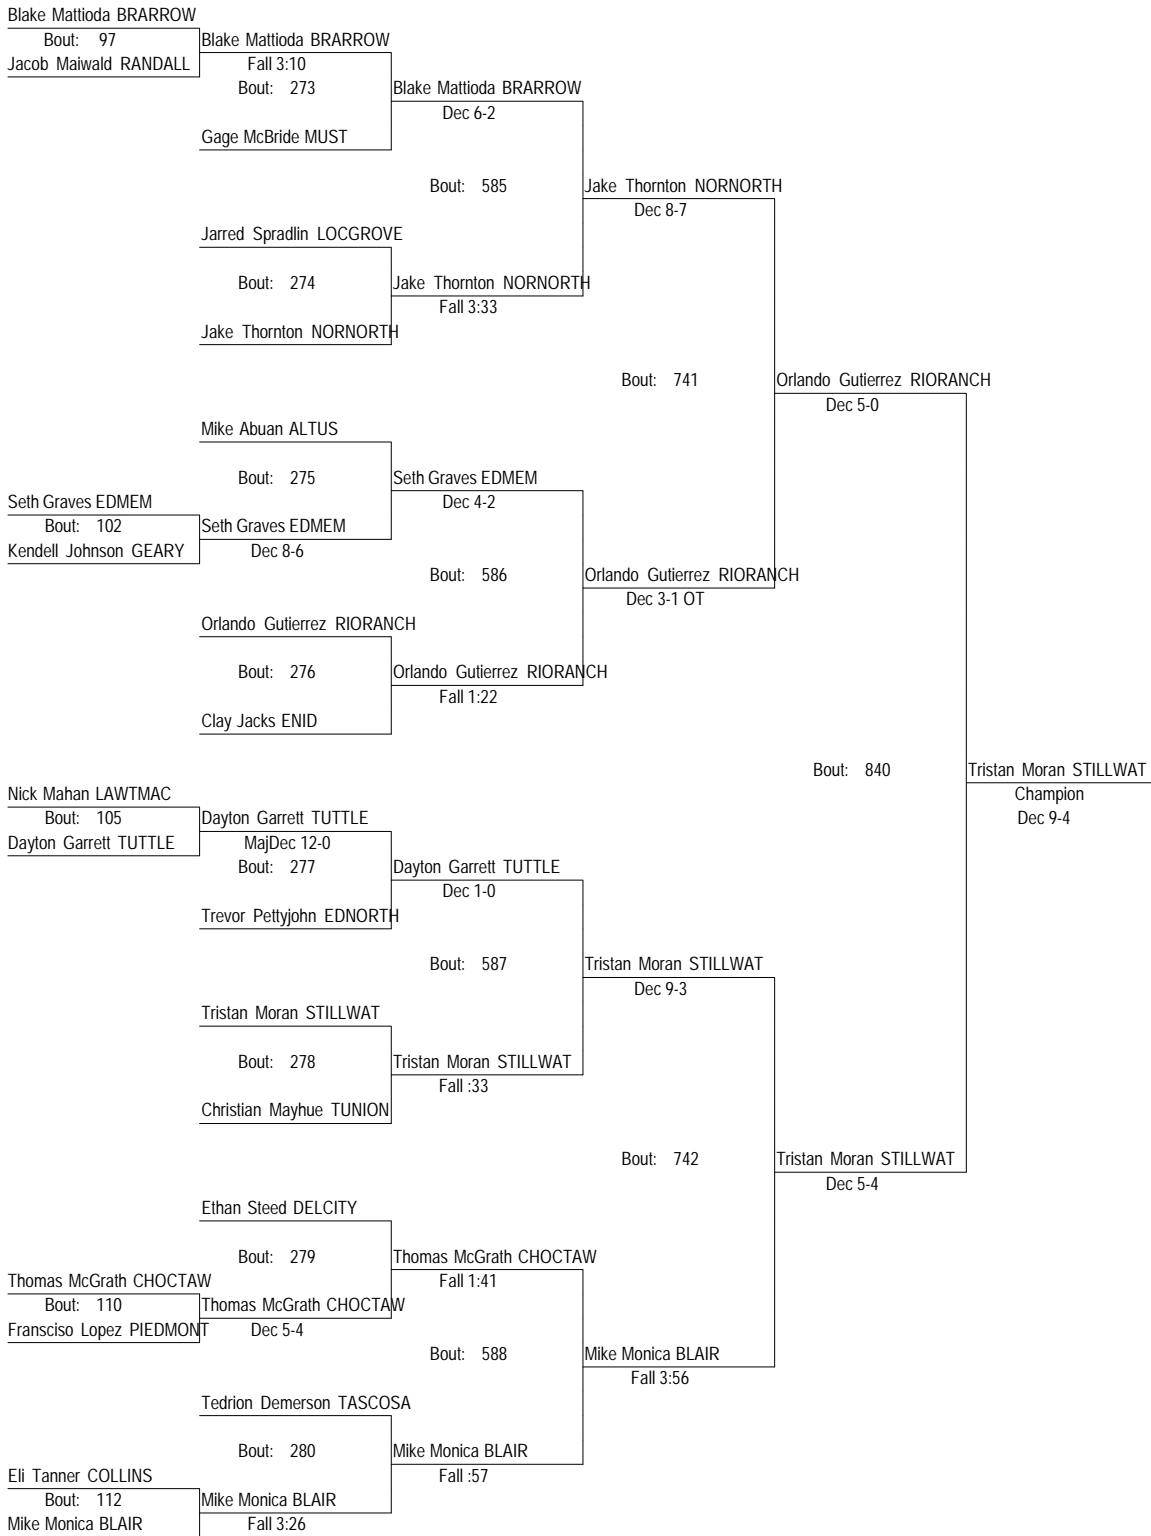 Blake Mattioda BRARROW
Bout: 97
Blake Mattioda BRARROW
Jacob Maiwald RANDALL
Fall 3:10
Bout: 273
Blake Mattioda BRARROW
Dec 6-2
Gage McBride MUST
Bout: 585
Jake Thornton NORNORTH
Dec 8-7
Jarred Spradlin LOCGROVE
Bout: 274
Jake Thornton NORNORTH
Fall 3:33
Jake Thornton NORNORTH
Bout: 741
Orlando Gutierrez RIORANCH
Dec 5-0
Mike Abuan ALTUS
Bout: 275
Seth Graves EDMEM
Dec 4-2
Seth Graves EDMEM
Bout: 102
Seth Graves EDMEM
Kendell Johnson GEARY
Dec 8-6
Bout: 586
Orlando Gutierrez RIORANCH
Dec 3-1 OT
Orlando Gutierrez RIORANCH
Bout: 276
Orlando Gutierrez RIORANCH
Fall 1:22
Clay Jacks ENID
Bout: 840
Tristan Moran STILLWAT
Champion
Dec 9-4
Nick Mahan LAWTMAC
Bout: 105
Dayton Garrett TUTTLE
Dayton Garrett TUTTLE
MajDec 12-0
Bout: 277
Dayton Garrett TUTTLE
Dec 1-0
Trevor Pettyjohn EDNORTH
Bout: 587
Tristan Moran STILLWAT
Dec 9-3
Tristan Moran STILLWAT
Bout: 278
Tristan Moran STILLWAT
Fall :33
Christian Mayhue TUNION
Bout: 742
Tristan Moran STILLWAT
Dec 5-4
Ethan Steed DELCITY
Bout: 279
Thomas McGrath CHOCTAW
Fall 1:41
Thomas McGrath CHOCTAW
Bout: 110
Thomas McGrath CHOCTAW
Fransciso Lopez PIEDMONT
Dec 5-4
Bout: 588
Mike Monica BLAIR
Fall 3:56
Tedrion Demerson TASCOSA
Bout: 280
Mike Monica BLAIR
Fall :57
Eli Tanner COLLINS
Bout: 112
Mike Monica BLAIR
Mike Monica BLAIR
Fall 3:26